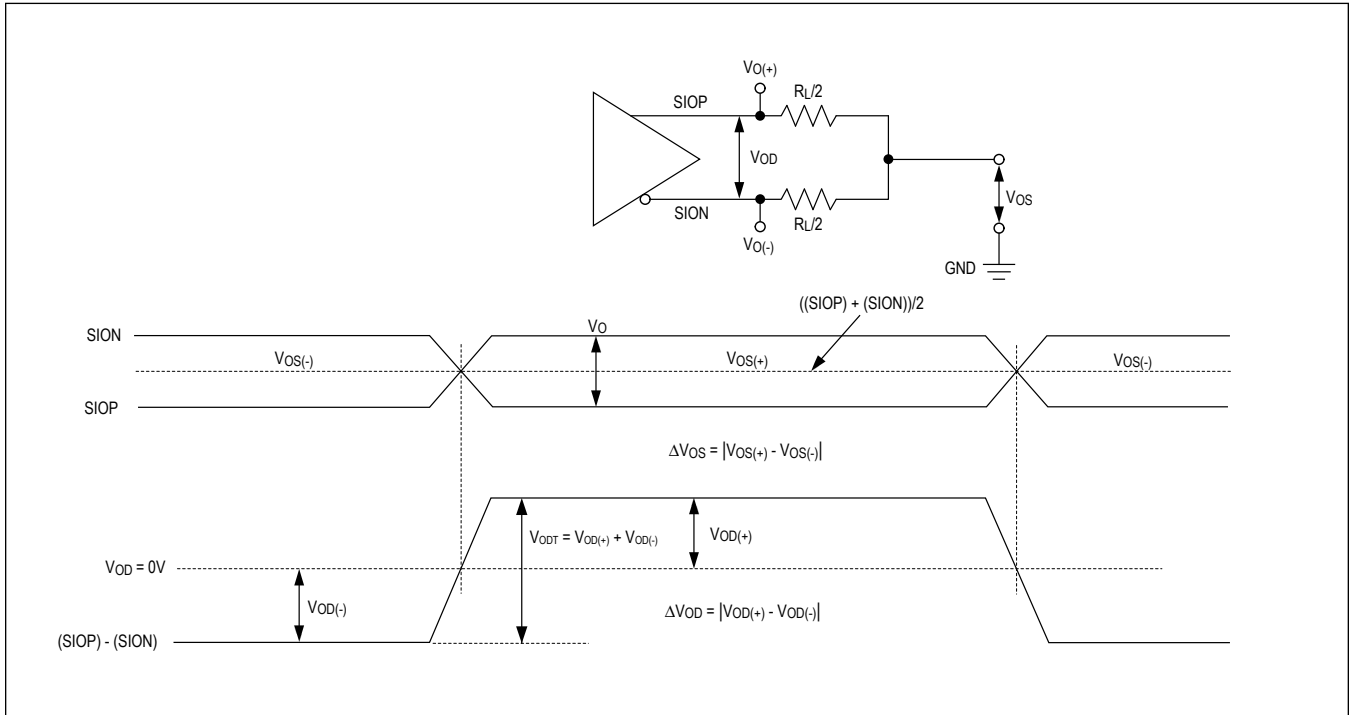 VO(+)
RL/2
SIOP
VOD
SION
RL/2
VO(-)
VOS
GND
((SIOP) + (SION))/2
SION
VO
VOS(-)
VOS(+)
VOS(-)
SIOP
ΔVOS = |VOS(+) - VOS(-)|
VODT = VOD(+) + VOD(-)
VOD(+)
VOD = 0V
VOD(-)
ΔVOD = |VOD(+) - VOD(-)|
(SIOP) - (SION)